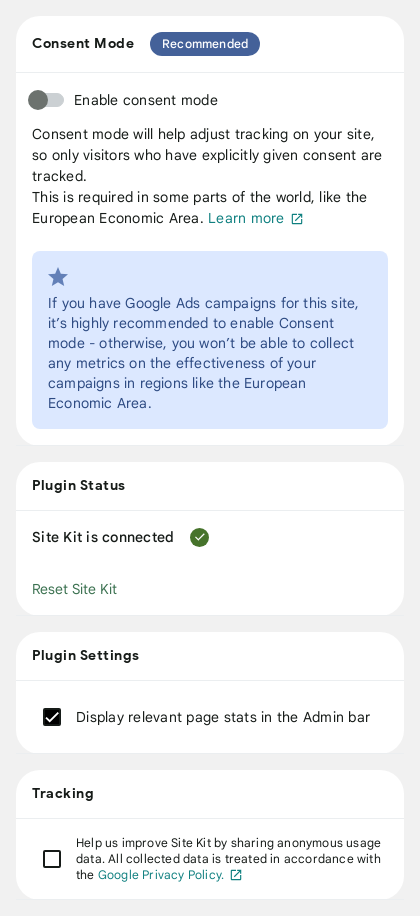 Consent Mode
Recommended
Enable consent mode
Consent mode will help adjust tracking on your site,
so only visitors who have explicitly given consent are
tracked.
This is required in some parts of the world, like the
European Economic Area. Learn more
If you have Google Ads campaigns for this site,
it’s highly recommended to enable Consent
mode - otherwise, you won’t be able to collect
any metrics on the effectiveness of your
campaigns in regions like the European
Economic Area.
Plugin Status
Site Kit is connected
Reset Site Kit
Plugin Settings
Display relevant page stats in the Admin bar
Tracking
Help us improve Site Kit by sharing anonymous usage
data. All collected data is treated in accordance with
the Google Privacy Policy.